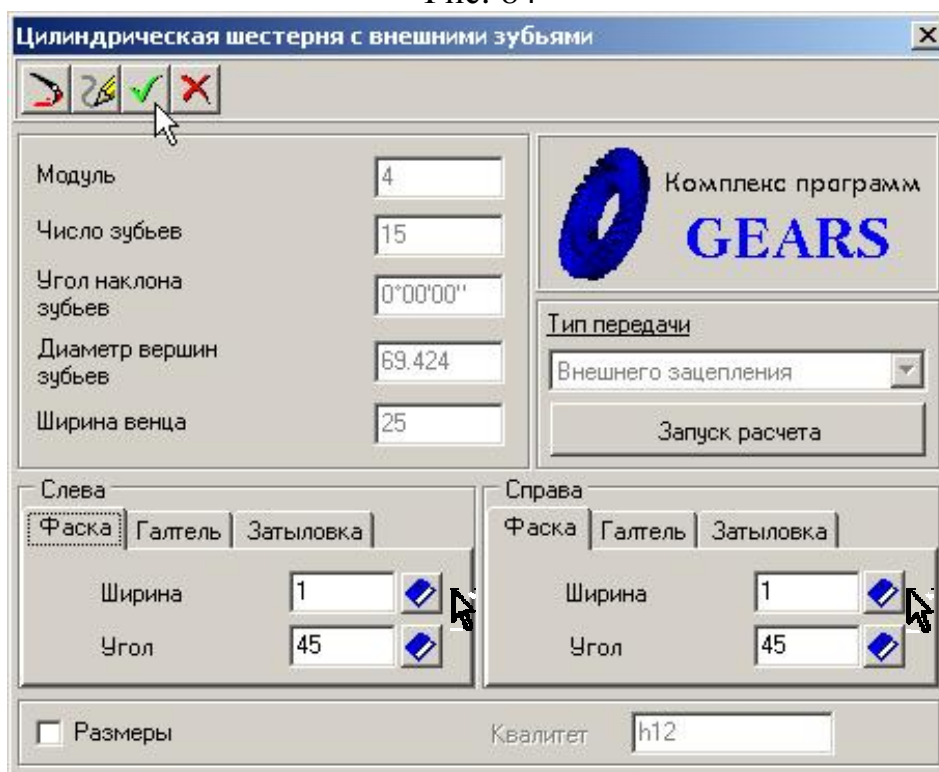 Рис. 64
Цилиндрическая шестерня с внешними зубьями
Модуль 4
Число зубьев 15
Угол наклона зубьев 0°00'00''
Диаметр вершин зубьев 69.424
Ширина венца 25
Комплекс программ
GEARS
Тип передачи
Внешнего зацепления
Запуск расчета
Слева
Фаска Галтель Затыловка
Ширина 1
Угол 45
Справа
Фаска Галтель Затыловка
Ширина 1
Угол 45
Размеры
Квалитет h12